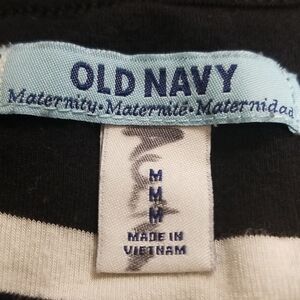 OLD NAVY
Maternity • Maternité • Maternidad
M
M
M
MADE IN
VIETNAM